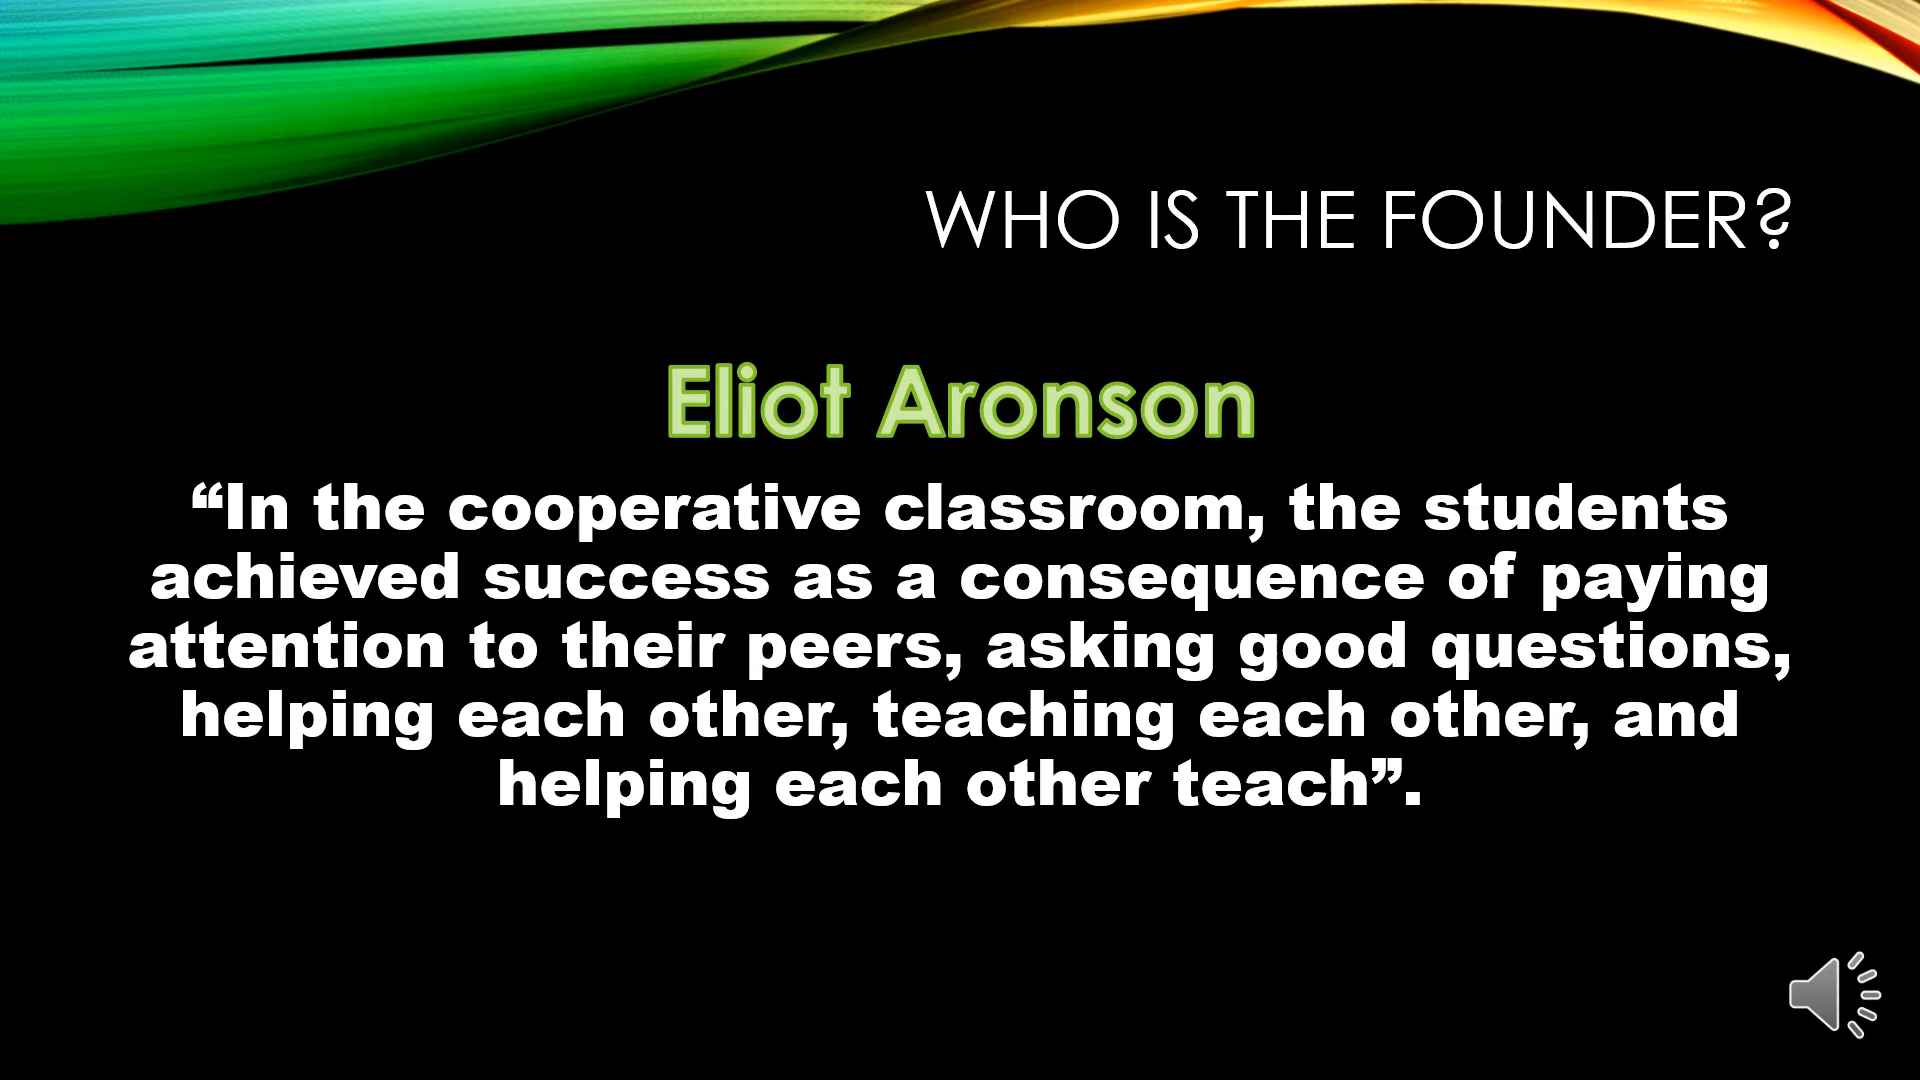 WHO IS THE FOUNDER?
Eliot Aronson
“In the cooperative classroom, the students
achieved success as a consequence of paying
attention to their peers, asking good questions,
helping each other, teaching each other, and
helping each other teach”.